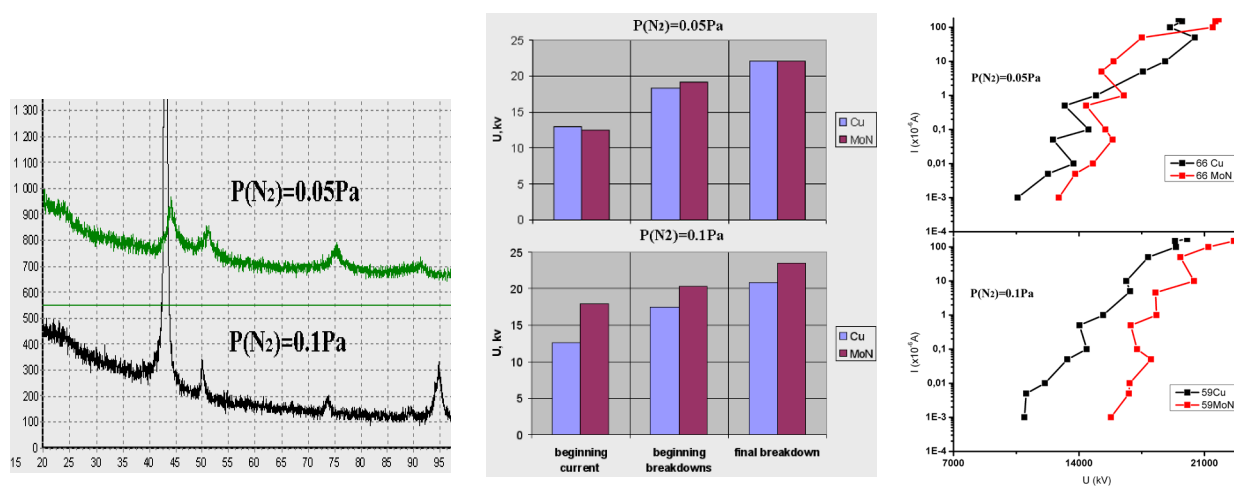 1 300
1 200
1 100
1 000
900
800
700
600
500
400
300
200
100
0
P(N₂)=0.05Pa
P(N₂)=0.1Pa
15 20 25 30 35 40 45 50 55 60 65 70 75 80 85 90 95
P(N₂)=0.05Pa
25
20
15
10
5
0
U,kv
Cu
MoN
P(N2)=0.1Pa
25
20
15
10
5
0
U, kv
Cu
MoN
beginning current
beginning breakdowns
final breakdown
100
10
1
0,1
0,01
1E-3
1E-4
I (x10⁻⁶A)
P(N₂)=0.05Pa
66 Cu
66 MoN
100
10
1
0,1
0,01
1E-3
1E-4
I (x10⁻⁶A)
P(N₂)=0.1Pa
59Cu
59MoN
7000 14000 21000
U (kV)